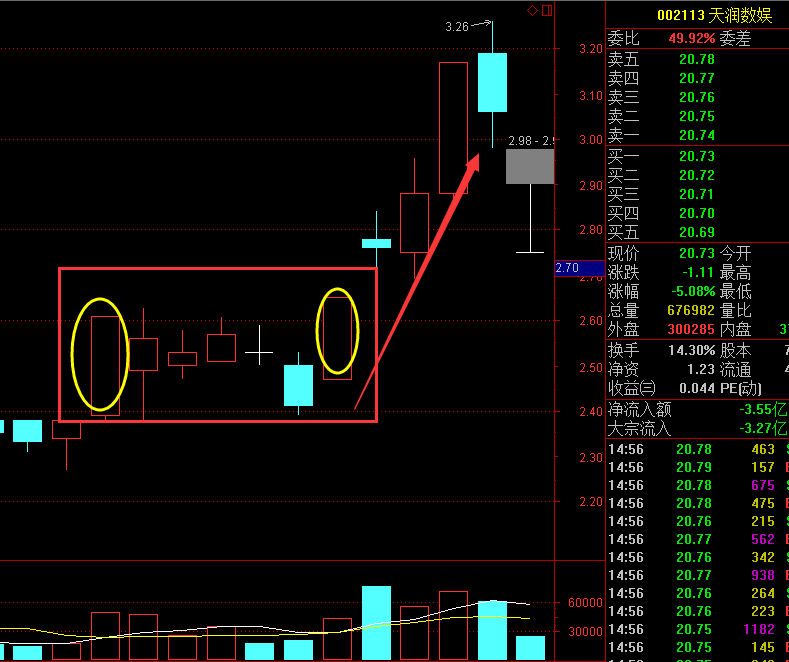 3.26
2.98 - 2.9
3.20
3.10
3.00
2.90
2.80
2.70
2.60
2.50
2.40
2.30
2.20
60000
30000
002113 天润数娱
委比 49.92% 委差
卖五 20.78
卖四 20.77
卖三 20.76
卖二 20.75
卖一 20.74
买一 20.73
买二 20.72
买三 20.71
买四 20.70
买五 20.69
现价 20.73 今开
涨跌 -1.11 最高
涨幅 -5.08% 最低
总量 676982 量比
外盘 300285 内盘 37
换手 14.30% 股本 7
净资 1.23 流通 4
收益㈢ 0.044 PE(动)
净流入额 -3.55亿
大宗流入 -3.27亿
14:56 20.78 463 S
14:56 20.79 157 B
14:56 20.78 675 S
14:56 20.78 475 B
14:56 20.76 215 S
14:56 20.77 562 B
14:56 20.76 342 S
14:56 20.77 938 B
14:56 20.76 264 S
14:56 20.76 223 B
14:56 20.75 1182 S
14:56 20.75 145 B